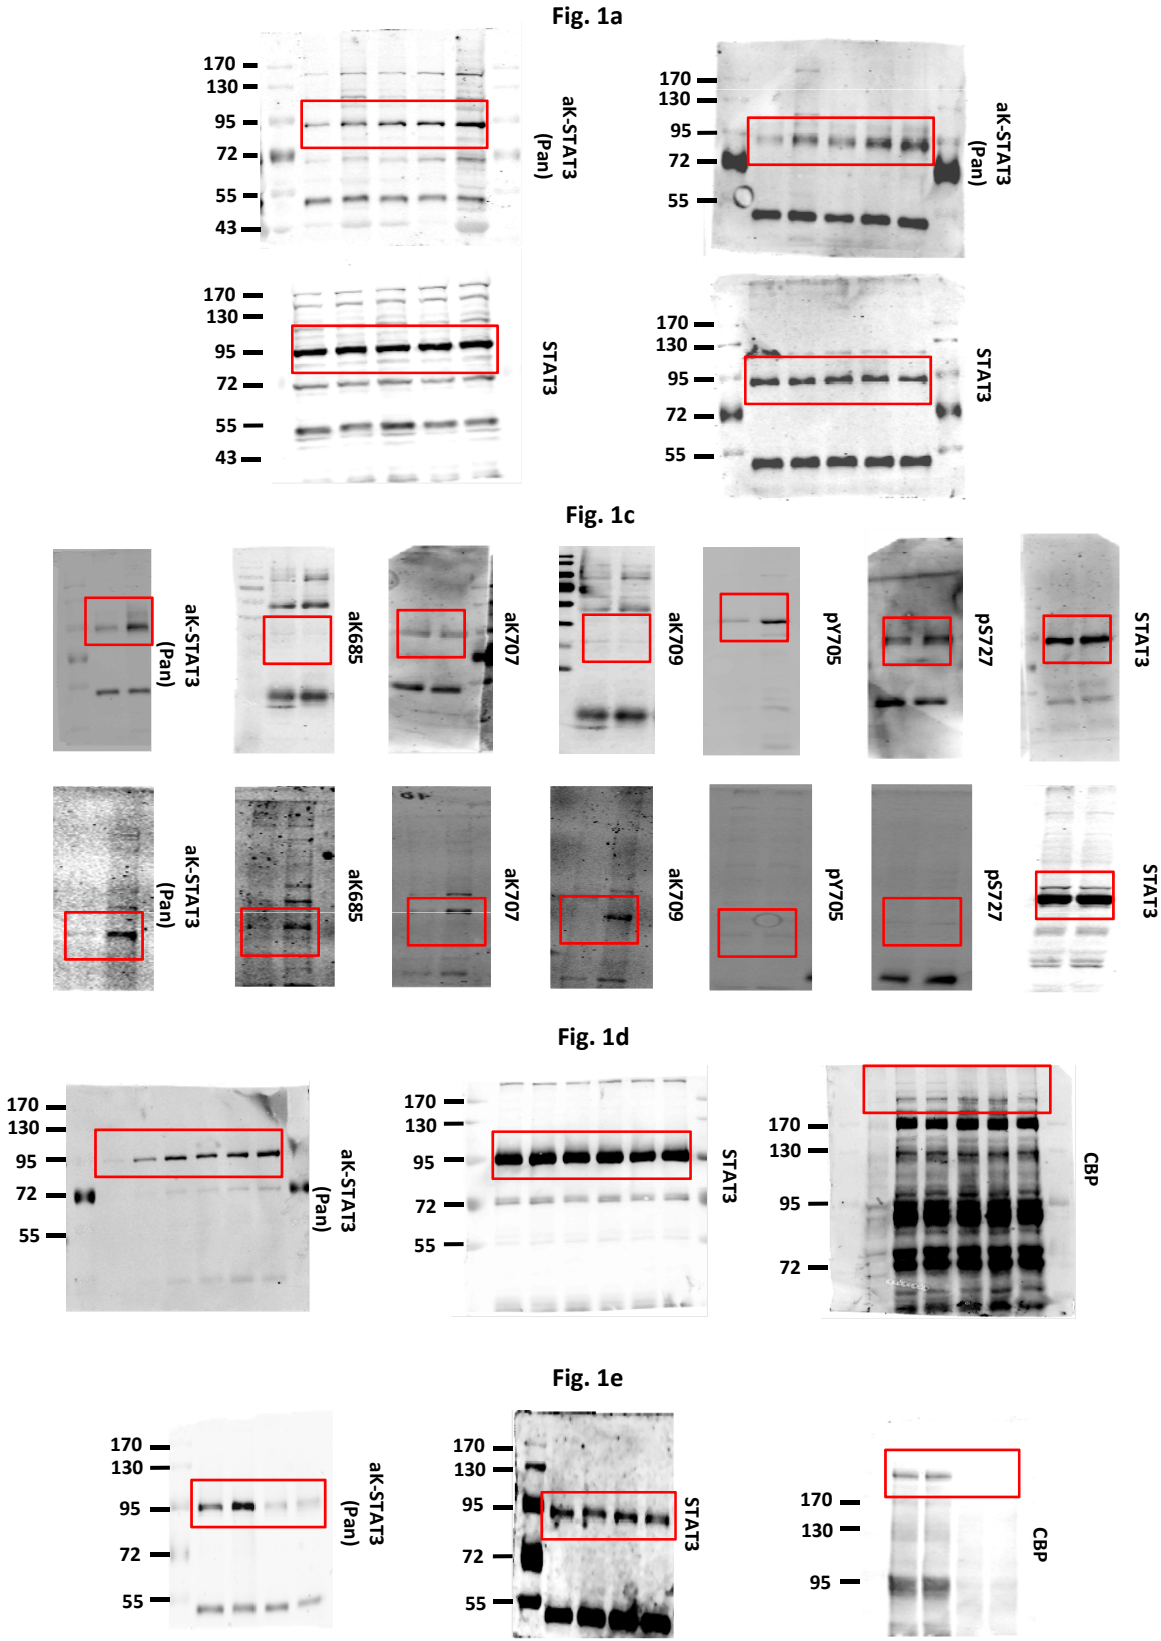 Fig. 1a
170
130
95
72
55
43
aK-STAT3
(Pan)
170
130
95
72
55
aK-STAT3
(Pan)
170
130
95
72
55
43
STAT3
170
130
95
72
55
STAT3
Fig. 1c
aK-STAT3
(Pan)
aK685
aK707
aK709
pY705
pS727
STAT3
aK-STAT3
(Pan)
aK685
aK707
aK709
pY705
pS727
STAT3
Fig. 1d
170
130
95
72
55
aK-STAT3
(Pan)
170
130
95
72
55
STAT3
170
130
95
72
CBP
Fig. 1e
170
130
95
72
55
aK-STAT3
(Pan)
170
130
95
72
55
STAT3
170
130
95
CBP